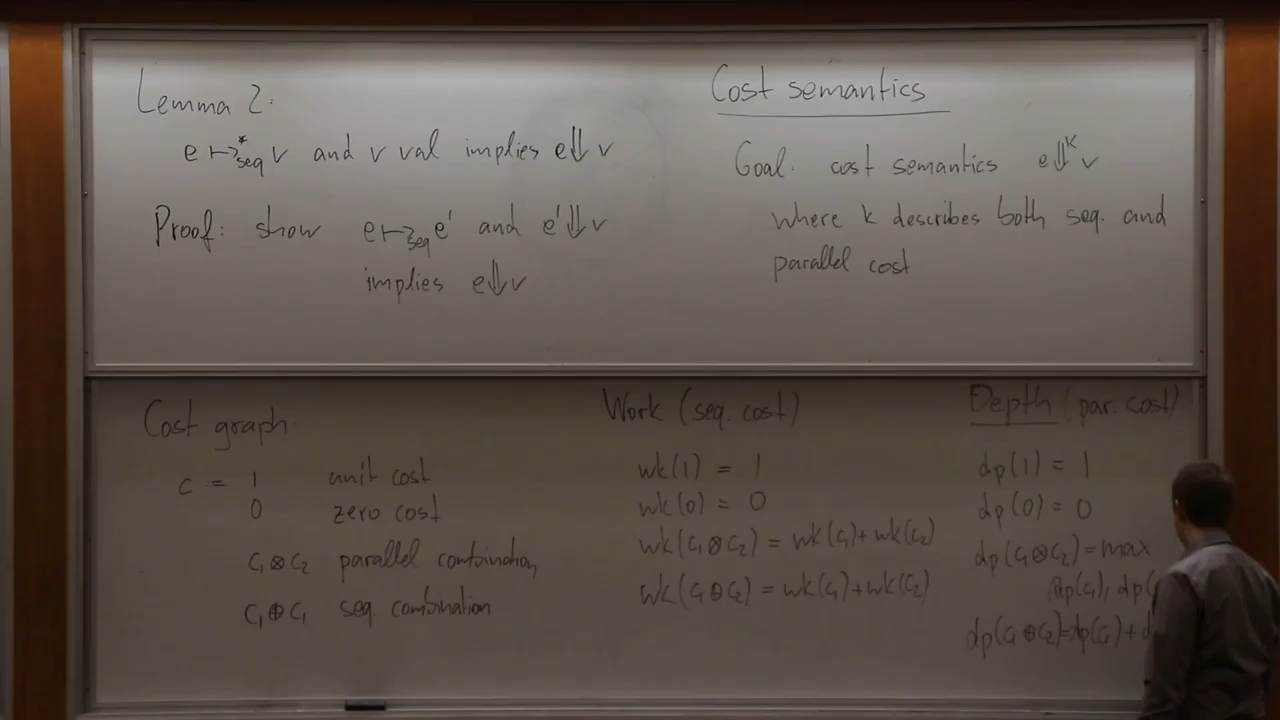 Lemma 2:
e ↦*seq v and v val implies e⇓v
Proof: show e ↦seq e' and e'⇓v
implies e⇓v
Cost semantics
Goal. cost semantics e⇓^k v
where k describes both seq. and
parallel cost
Cost graph
c := 1 unit cost
0 zero cost
c₁⊗c₂ parallel combination
c₁⊕c₁ seq. combination
Work (seq. cost)
wk(1) = 1
wk(0) = 0
wk(c₁⊗c₂) = wk(c₁)+wk(c₂)
wk(c₁⊕c₂) = wk(c₁)+wk(c₂)
Depth (par. cost)
dp(1) = 1
dp(0) = 0
dp(c₁⊗c₂)=max
(dp(c₁), dp(
dp(c₁⊕c₂)=dp(c₁)+d